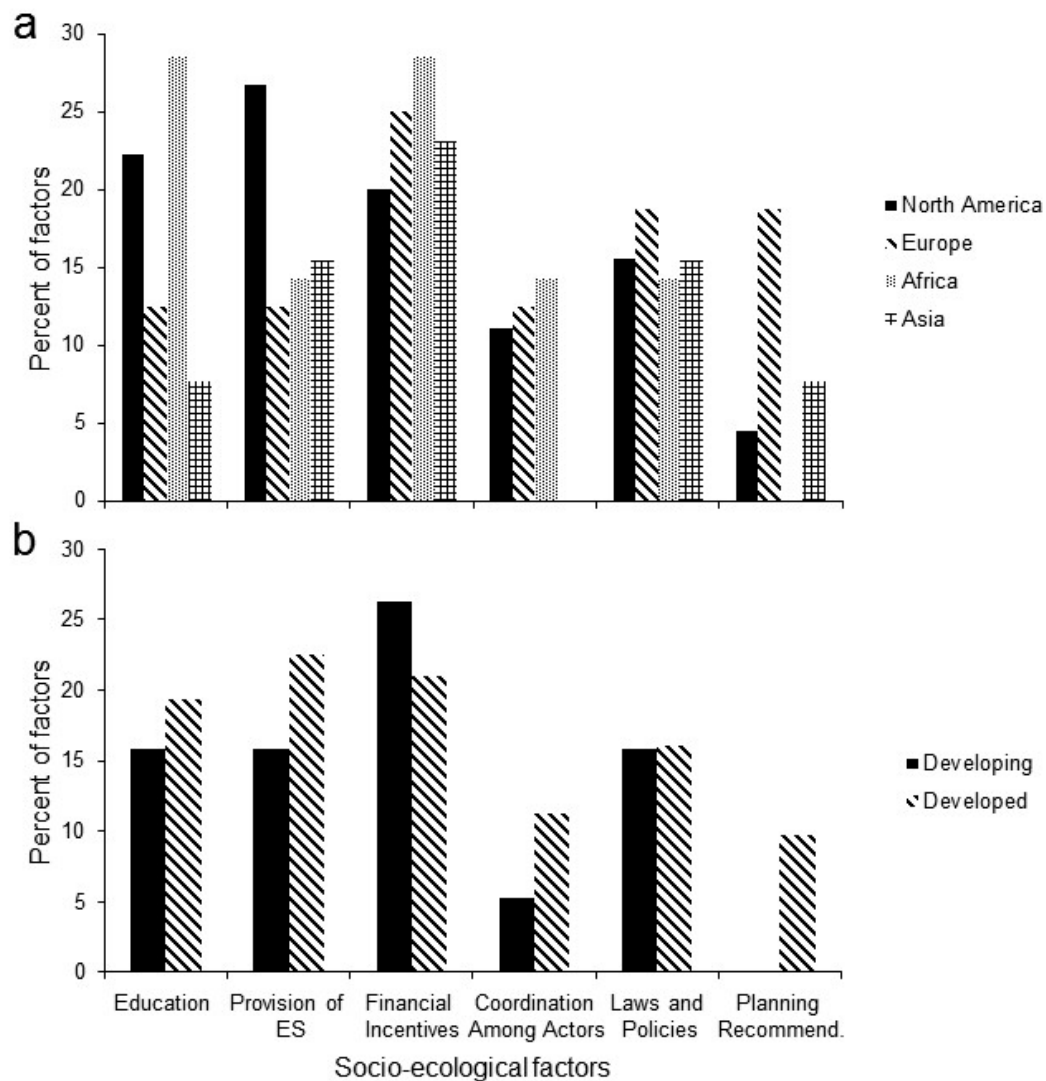 a
30
25
20
15
10
5
0
Percent of factors
North America
Europe
Africa
Asia
b
30
25
20
15
10
5
0
Percent of factors
Developing
Developed
Education
Provision of
ES
Financial
Incentives
Coordination
Among Actors
Laws and
Policies
Planning
Recommend.
Socio-ecological factors